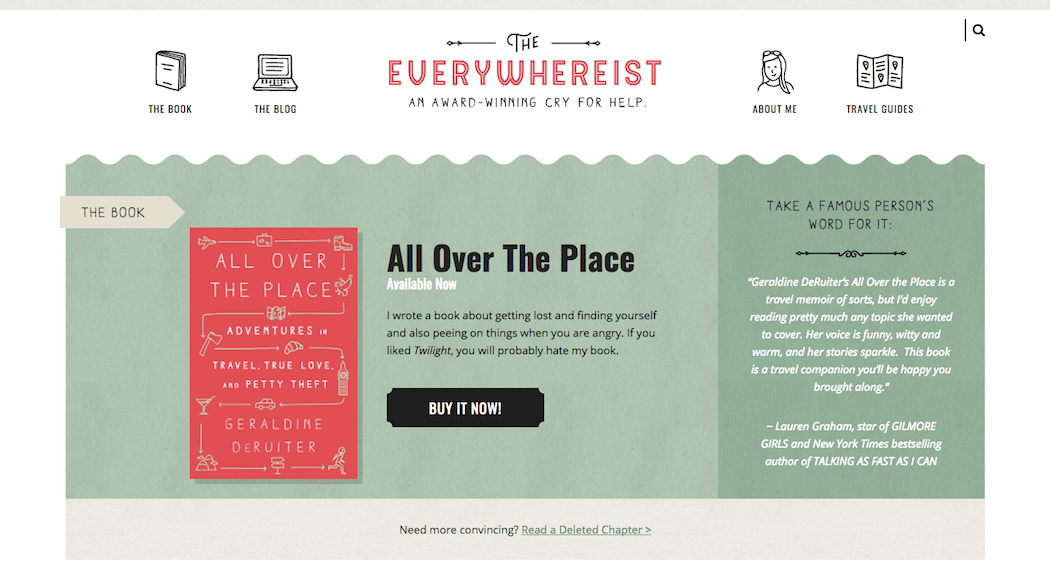 THE
EVERYWHEREIST
AN AWARD-WINNING CRY FOR HELP.
THE BOOK
THE BLOG
ABOUT ME
TRAVEL GUIDES
THE BOOK
ALL OVER
THE PLACE
ADVENTURES IN
TRAVEL, TRUE LOVE,
AND PETTY THEFT
GERALDINE
DERUITER
All Over The Place
Available Now
I wrote a book about getting lost and finding yourself
and also peeing on things when you are angry. If you
liked Twilight, you will probably hate my book.
BUY IT NOW!
TAKE A FAMOUS PERSON'S
WORD FOR IT:
“Geraldine DeRuiter’s All Over the Place is a
travel memoir of sorts, but I’d enjoy
reading pretty much any topic she wanted
to cover. Her voice is funny, witty and
warm, and her stories sparkle. This book
is a travel companion you’ll be happy you
brought along.”
~ Lauren Graham, star of GILMORE
GIRLS and New York Times bestselling
author of TALKING AS FAST AS I CAN
Need more convincing? Read a Deleted Chapter >